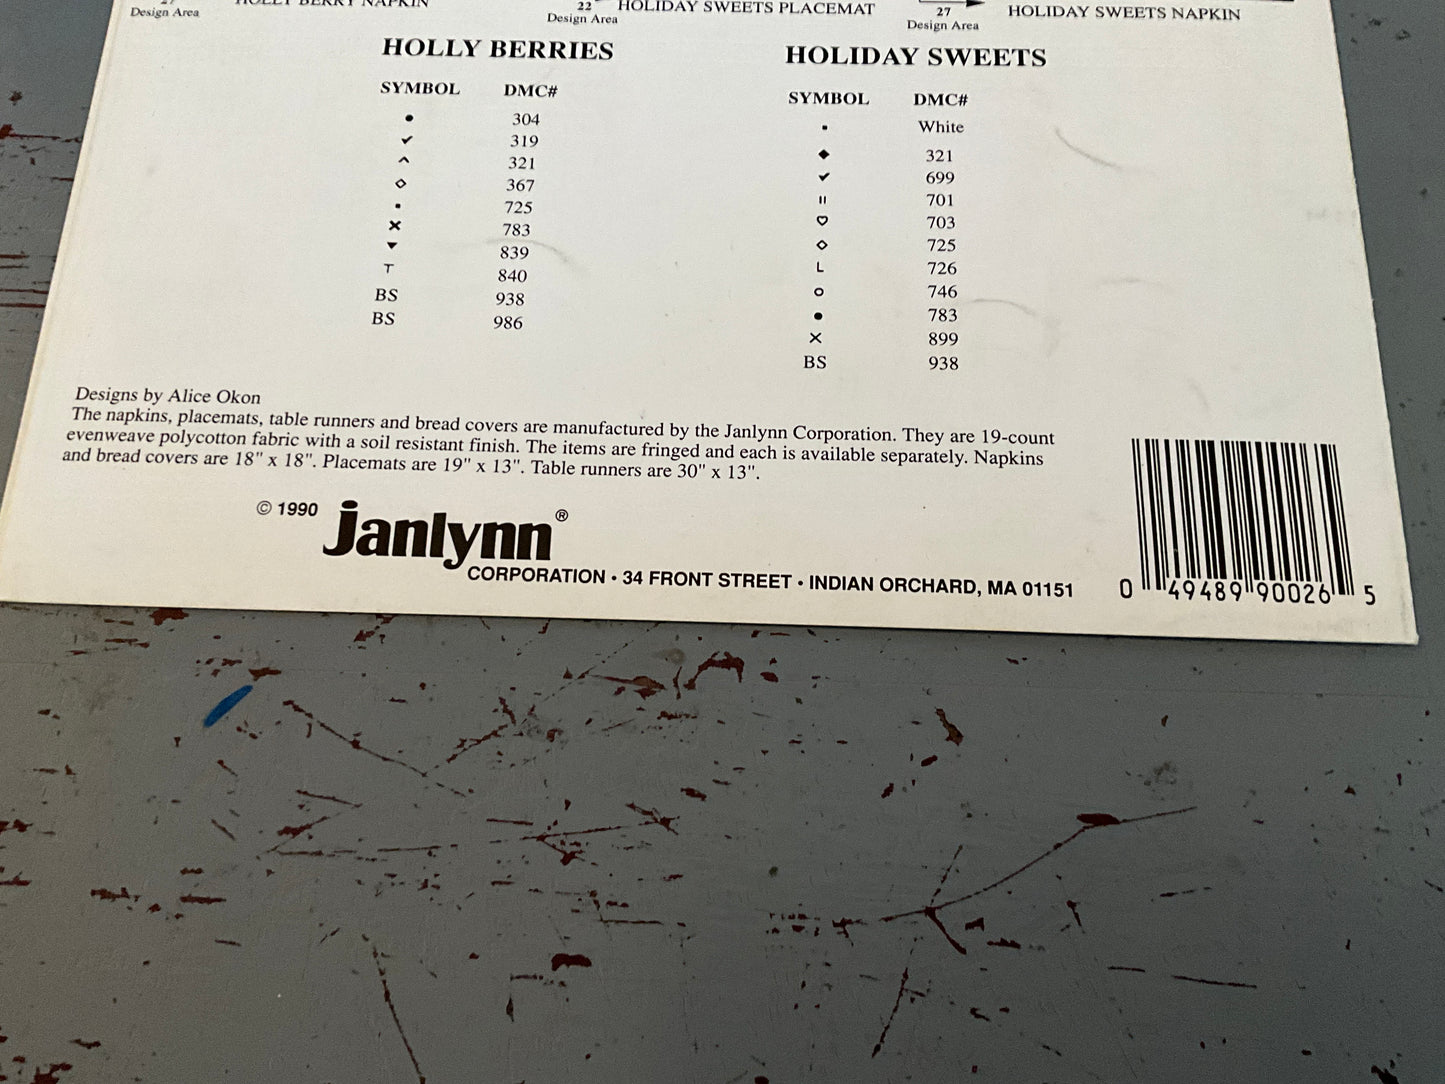 27
Design Area
HOLLY BERRY NAPKIN
22
Design Area
HOLIDAY SWEETS PLACEMAT
27
Design Area
HOLIDAY SWEETS NAPKIN
HOLLY BERRIES
SYMBOL DMC#
● 304
✔ 319
^ 321
◇ 367
▪ 725
✕ 783
▼ 839
T 840
BS 938
BS 986
HOLIDAY SWEETS
SYMBOL DMC#
▪ White
◆ 321
✔ 699
II 701
♡ 703
◇ 725
L 726
○ 746
● 783
✕ 899
BS 938
Designs by Alice Okon
The napkins, placemats, table runners and bread covers are manufactured by the Janlynn Corporation. They are 19-count
evenweave polycotton fabric with a soil resistant finish. The items are fringed and each is available separately. Napkins
and bread covers are 18" x 18". Placemats are 19" x 13". Table runners are 30" x 13".
© 1990 janlynn®
CORPORATION • 34 FRONT STREET • INDIAN ORCHARD, MA 01151
0 49489 90026 5